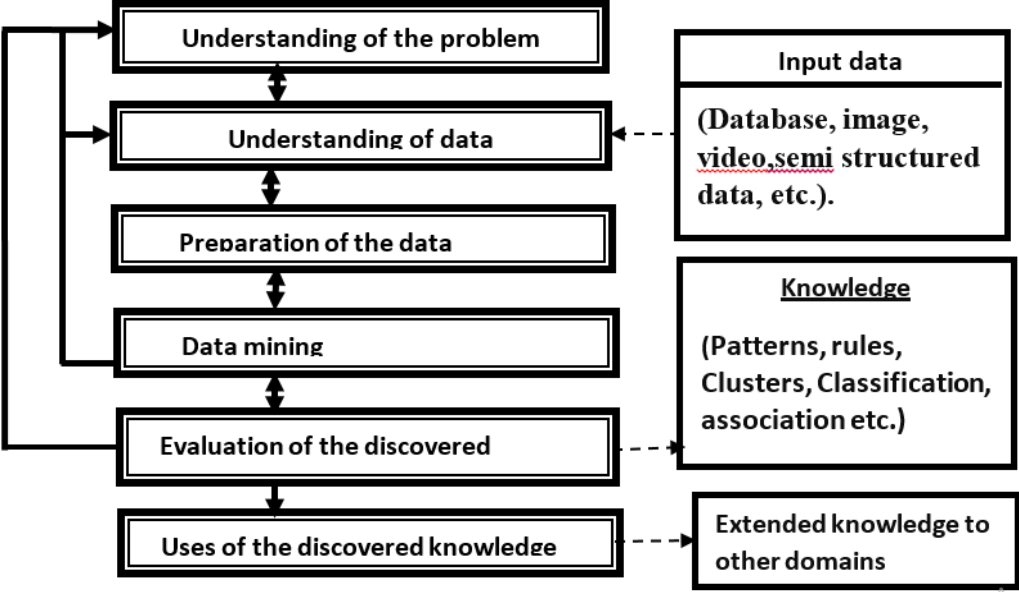 Understanding of the problem
Understanding of data
Preparation of the data
Data mining
Evaluation of the discovered
Uses of the discovered knowledge
Input data
(Database, image,
video,semi structured
data, etc.).
Knowledge
(Patterns, rules,
Clusters, Classification,
association etc.)
Extended knowledge to
other domains